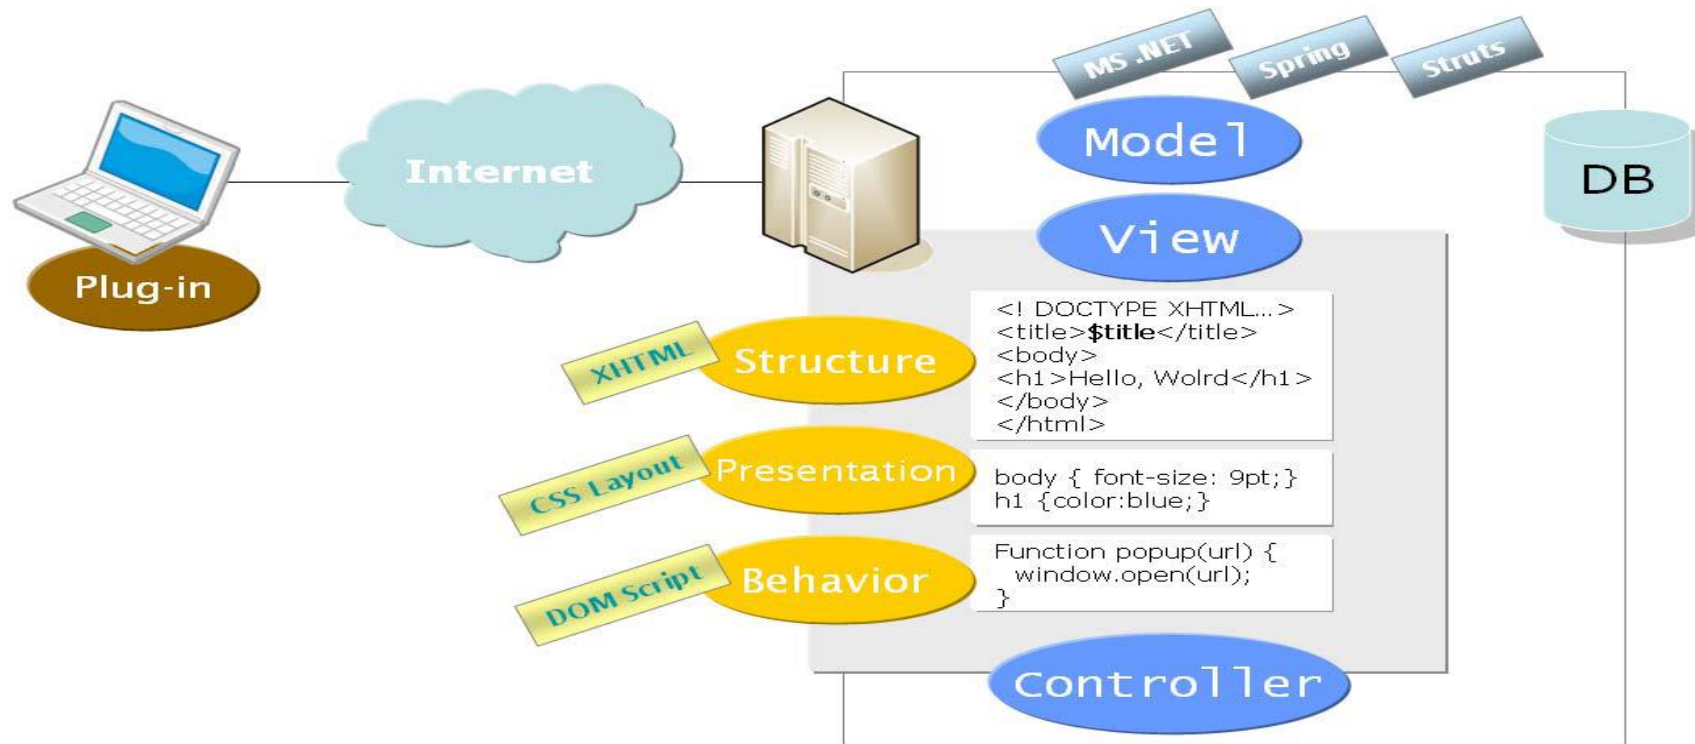 MS .NET
Spring
Struts
Model
Internet
DB
View
Plug-in
XHTML
Structure
<! DOCTYPE XHTML...>
<title>$title</title>
<body>
<h1>Hello, Wolrd</h1>
</body>
</html>
CSS Layout
Presentation
body { font-size: 9pt;}
h1 {color:blue;}
DOM Script
Behavior
Function popup(url) {
window.open(url);
}
Controller